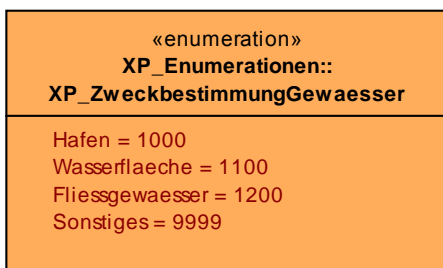 «enumeration»
XP_Enumerationen::
XP_ZweckbestimmungGewaesser
Hafen = 1000
Wasserflaeche = 1100
Fliessgewaesser = 1200
Sonstiges = 9999